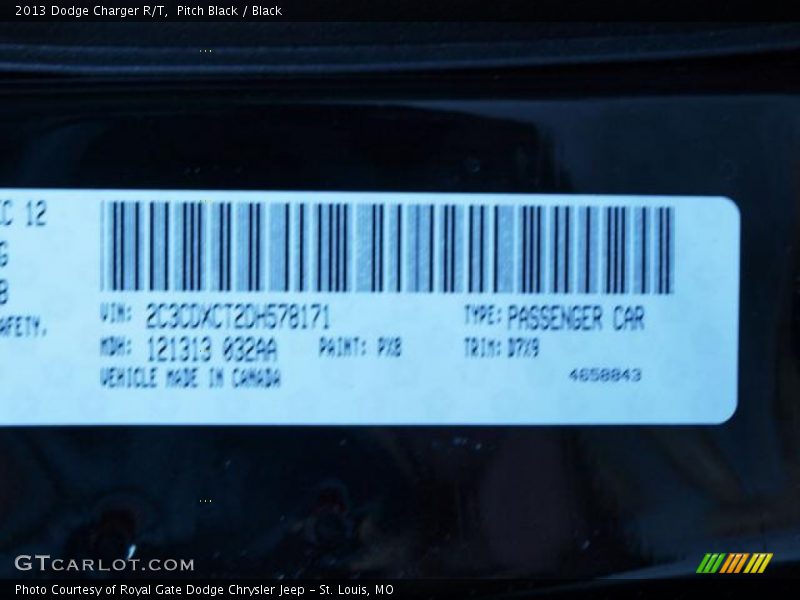 2013 Dodge Charger R/T, Pitch Black / Black
C 12
G
8
AFETY.
VIN: 2C3CDXCT2DH578171
TYPE: PASSENGER CAR
MDH: 121313 032AA
PAINT: PX8
TRIM: D7X9
VEHICLE MADE IN CANADA
4658843
GTCARLOT.COM
Photo Courtesy of Royal Gate Dodge Chrysler Jeep – St. Louis, MO